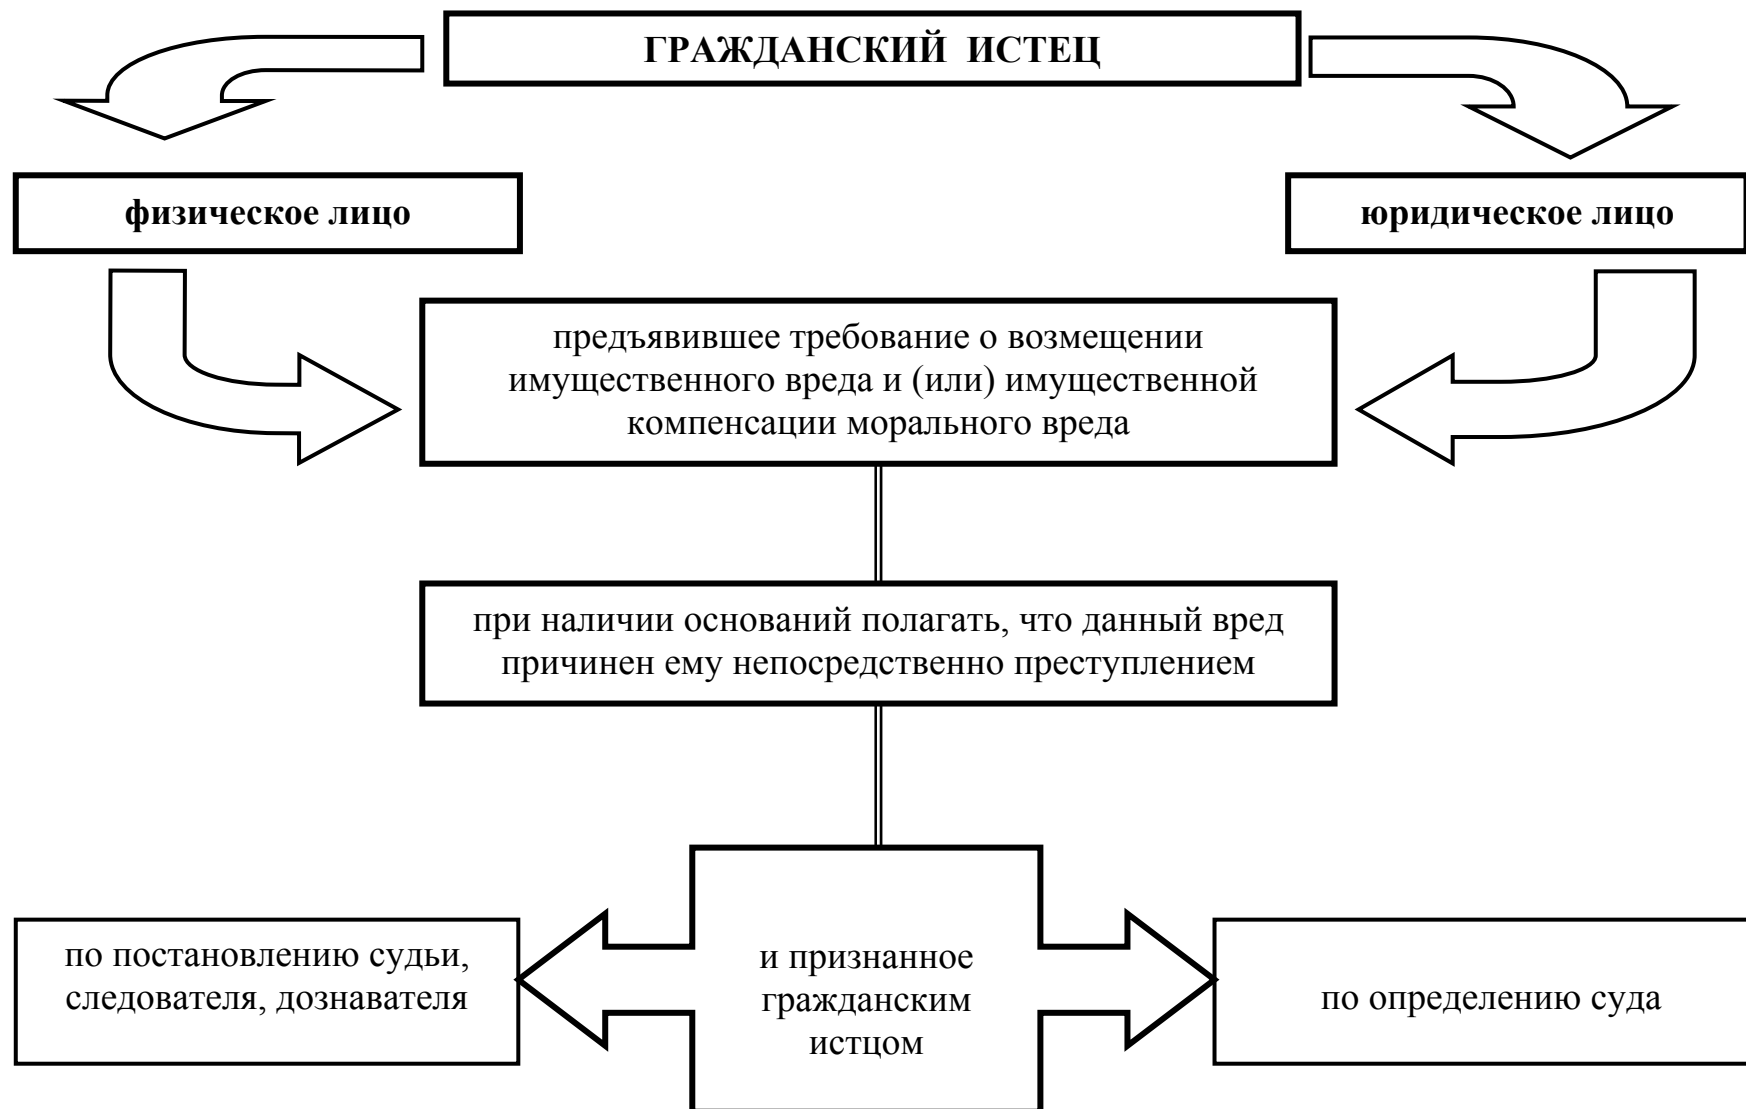 ГРАЖДАНСКИЙ ИСТЕЦ
физическое лицо
юридическое лицо
предъявившее требование о возмещении
имущественного вреда и (или) имущественной
компенсации морального вреда
при наличии оснований полагать, что данный вред
причинен ему непосредственно преступлением
и признанное
гражданским
истцом
по постановлению судьи,
следователя, дознавателя
по определению суда